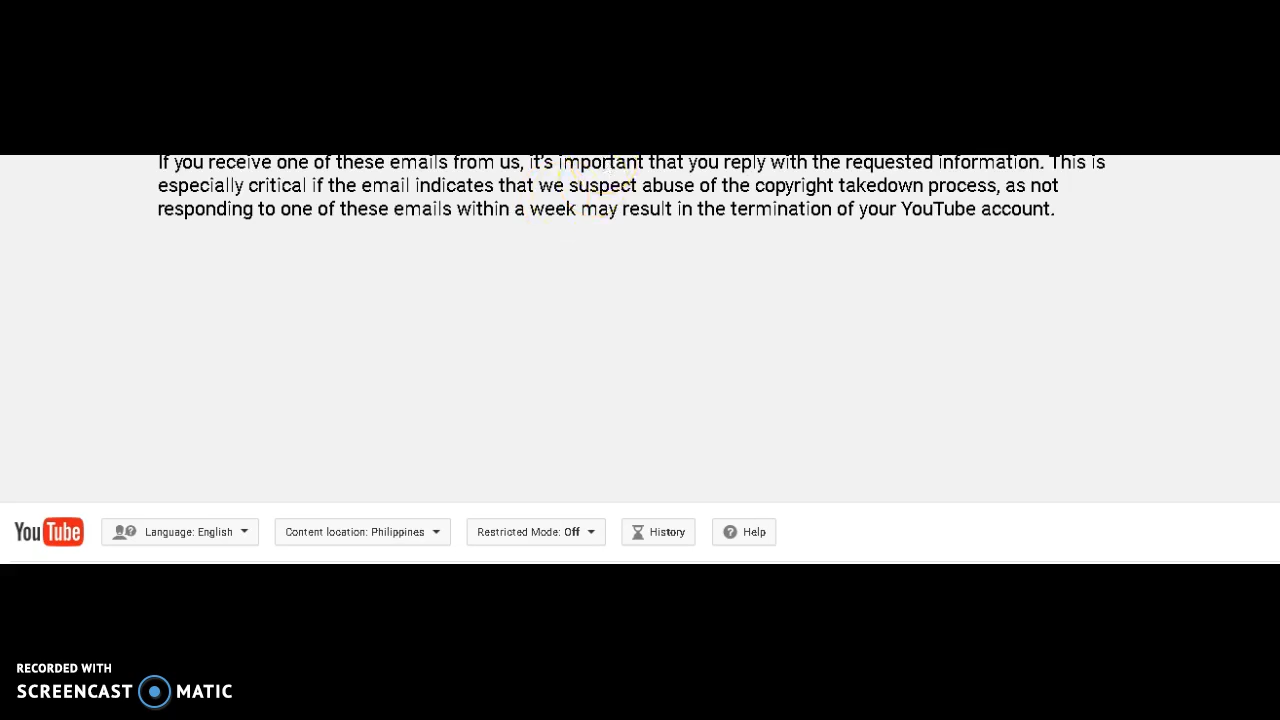 If you receive one of these emails from us, it's important that you reply with the requested information. This is
especially critical if the email indicates that we suspect abuse of the copyright takedown process, as not
responding to one of these emails within a week may result in the termination of your YouTube account.
YouTube Language: English Content location: Philippines Restricted Mode: Off History Help
RECORDED WITH
SCREENCAST MATIC